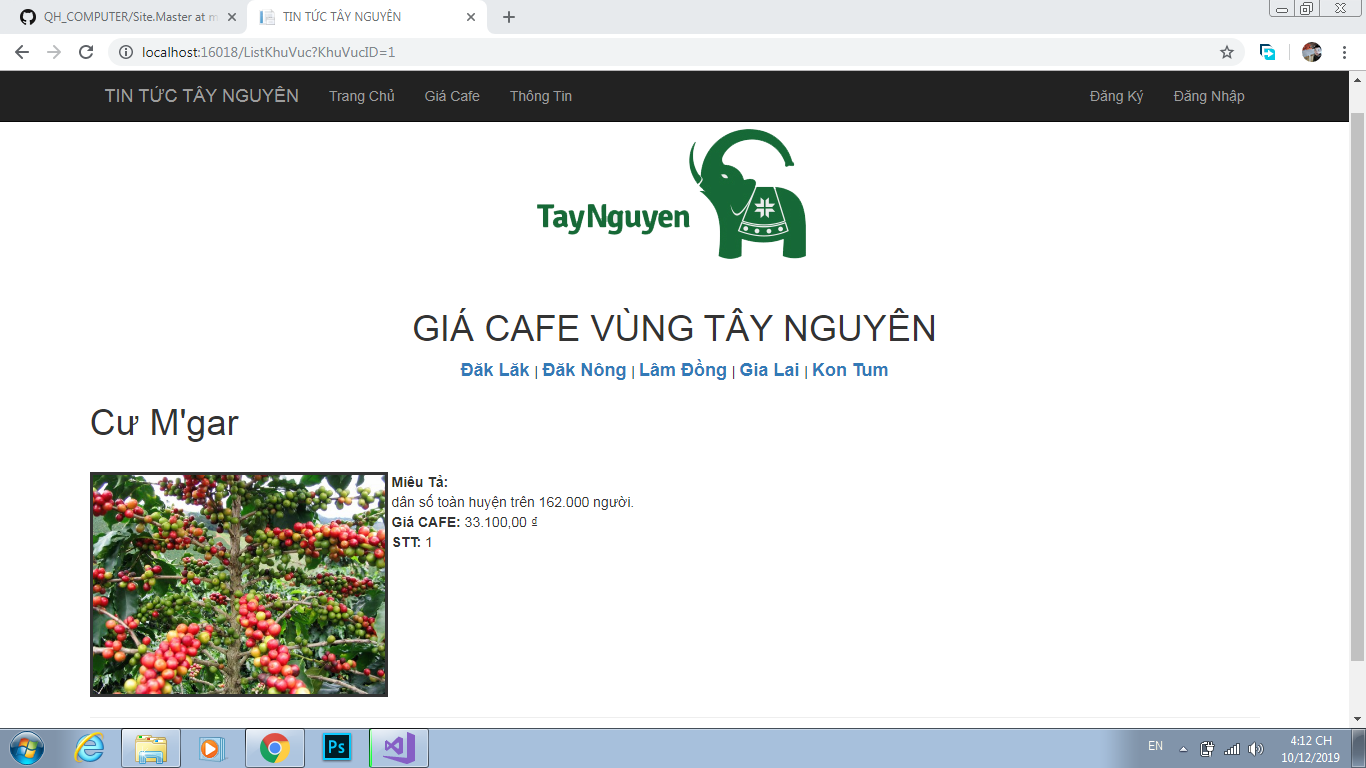 QH_COMPUTER/Site.Master at m
TIN TỨC TÂY NGUYÊN
localhost:16018/ListKhuVuc?KhuVucID=1
TIN TỨC TÂY NGUYÊN Trang Chủ Giá Cafe Thông Tin Đăng Ký Đăng Nhập
TayNguyen
GIÁ CAFE VÙNG TÂY NGUYÊN
Đăk Lăk | Đăk Nông | Lâm Đồng | Gia Lai | Kon Tum
Cư M'gar
Miêu Tả:
dân số toàn huyện trên 162.000 người.
Giá CAFE: 33.100,00 ₫
STT: 1
Ps
EN
4:12 CH
10/12/2019